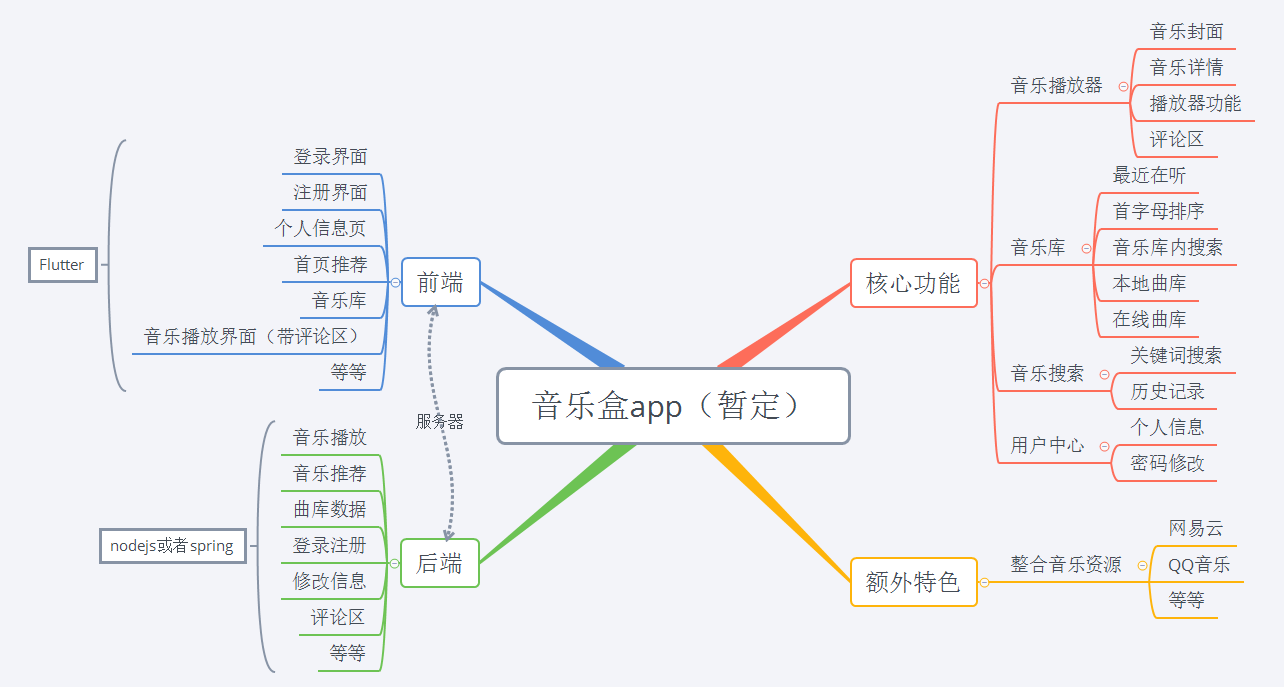 音乐盒app（暂定）
前端
登录界面
注册界面
个人信息页
首页推荐
音乐库
音乐播放界面（带评论区）
等等
Flutter
服务器
后端
音乐播放
音乐推荐
曲库数据
登录注册
修改信息
评论区
等等
nodejs或者spring
核心功能
音乐播放器
音乐封面
音乐详情
播放器功能
评论区
音乐库
最近在听
首字母排序
音乐库内搜索
本地曲库
在线曲库
音乐搜索
关键词搜索
历史记录
用户中心
个人信息
密码修改
额外特色
整合音乐资源
网易云
QQ音乐
等等